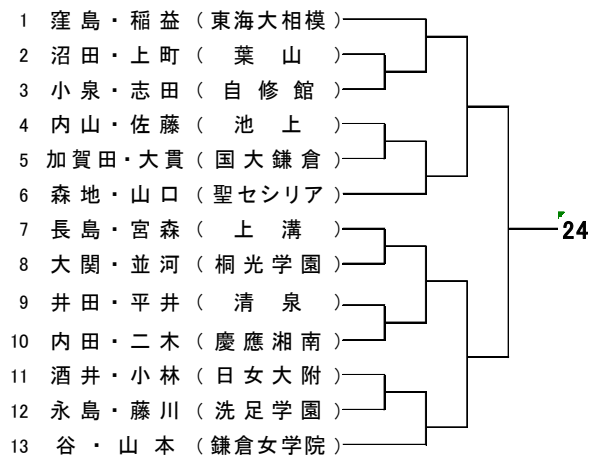 1 窪島・稲益（東海大相模）
2 沼田・上町（葉山）
3 小泉・志田（自修館）
4 内山・佐藤（池上）
5 加賀田・大貫（国大鎌倉）
6 森地・山口（聖セシリア）
7 長島・宮森（上溝）
24
8 大関・並河（桐光学園）
9 井田・平井（清泉）
10 内田・二木（慶應湘南）
11 酒井・小林（日女大附）
12 永島・藤川（洗足学園）
13 谷・山本（鎌倉女学院）